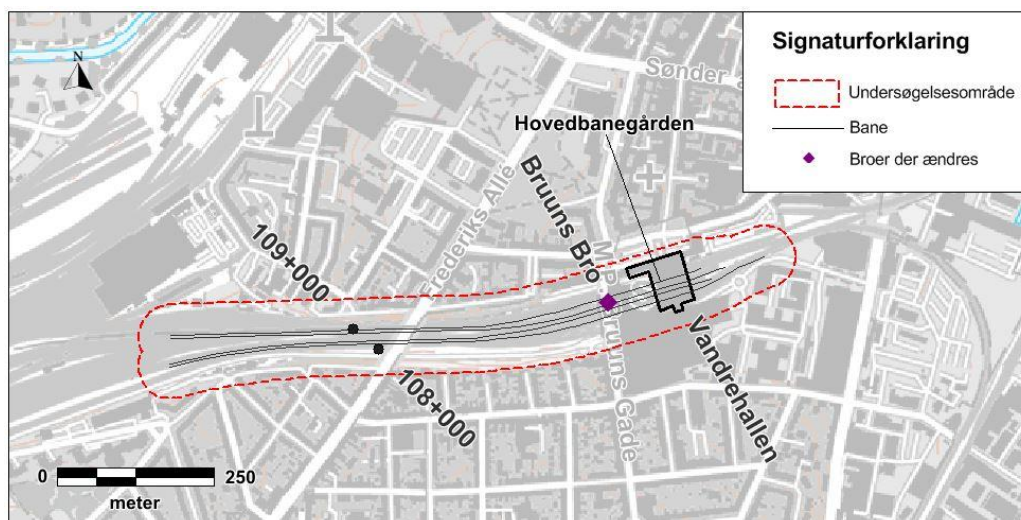 N
Sønder
Hovedbanegården
Bruuns Bro
Frederiks Allé
109+000
108+000
Bruuns Gade
Vandrehallen
0
250
meter
Signaturforklaring
Undersøgelsesområde
Bane
Broer der ændres